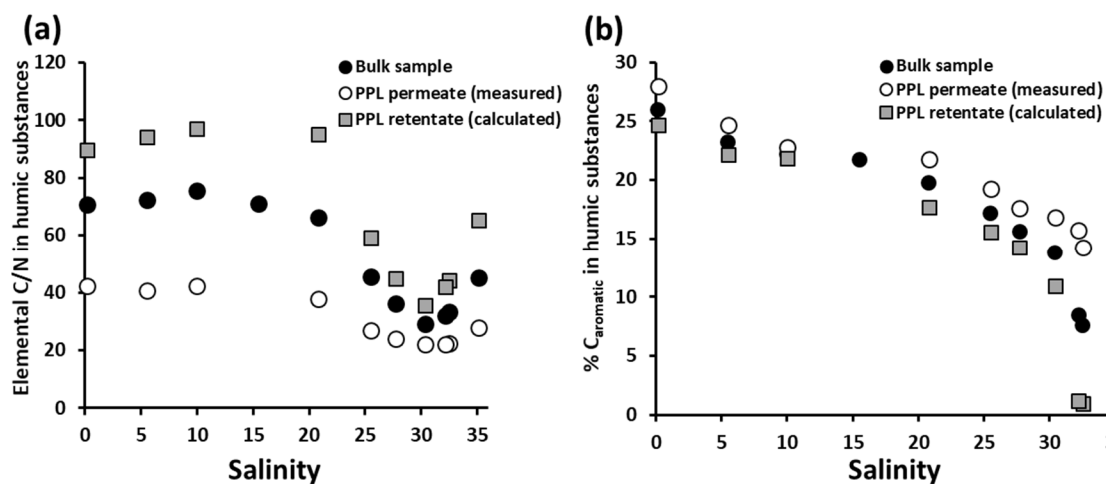 (a)
Elemental C/N in humic substances
120
100
80
60
40
20
0
0 5 10 15 20 25 30 35
Salinity
Bulk sample
PPL permeate (measured)
PPL retentate (calculated)
(b)
% Caromatic in humic substances
30
25
20
15
10
5
0
0 5 10 15 20 25 30 3
Salinity
Bulk sample
PPL permeate (measured)
PPL retentate (calculated)